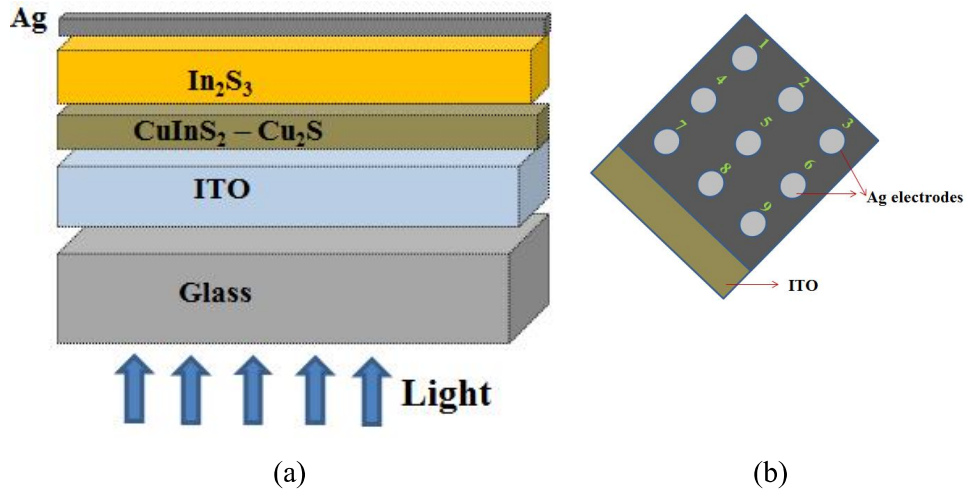 Ag
In₂S₃
CuInS₂ – Cu₂S
ITO
Glass
Light
(a)
1
2
3
4
5
6
7
8
9
Ag electrodes
ITO
(b)